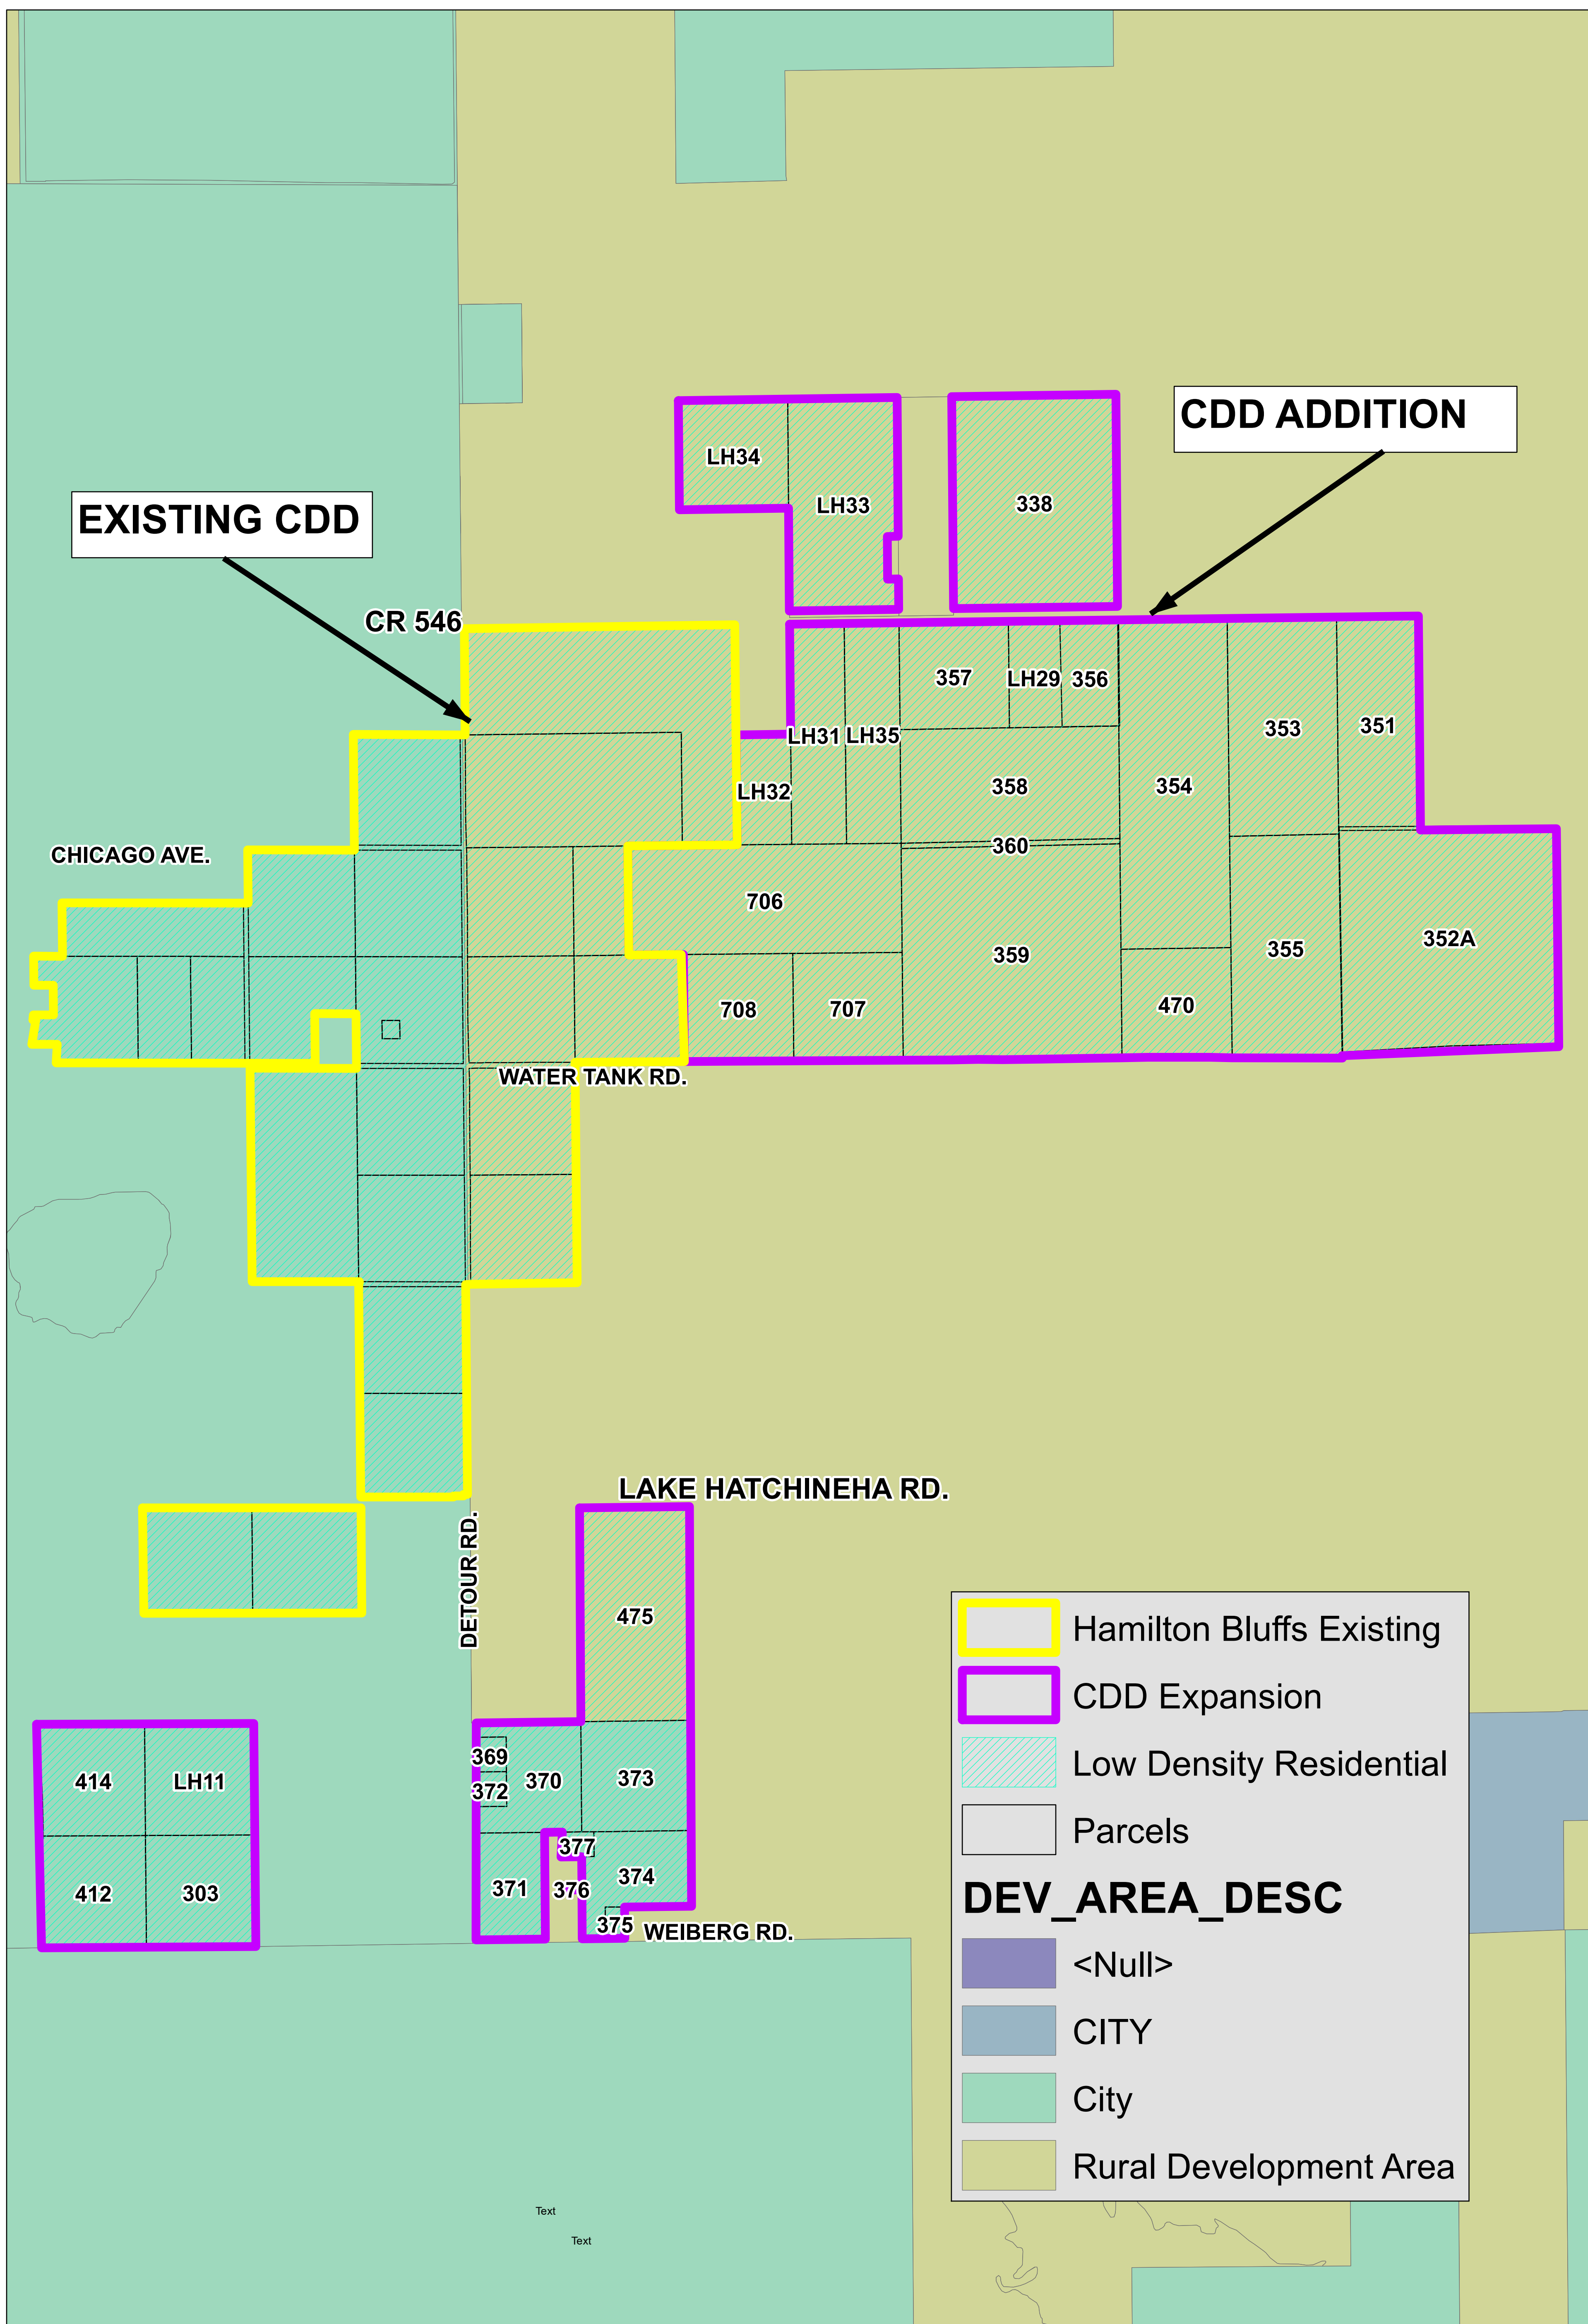 CDD ADDITION
LH34
LH33
338
EXISTING CDD
CR 546
357
LH29
356
353
351
LH31
LH35
LH32
358
354
CHICAGO AVE.
360
706
359
355
352A
708
707
470
WATER TANK RD.
LAKE HATCHINEHA RD.
DETOUR RD.
475
369
372
370
373
414
LH11
412
303
377
371
376
374
375
WEIBERG RD.
Hamilton Bluffs Existing
CDD Expansion
Low Density Residential
Parcels
DEV_AREA_DESC
<Null>
CITY
City
Rural Development Area
Text
Text